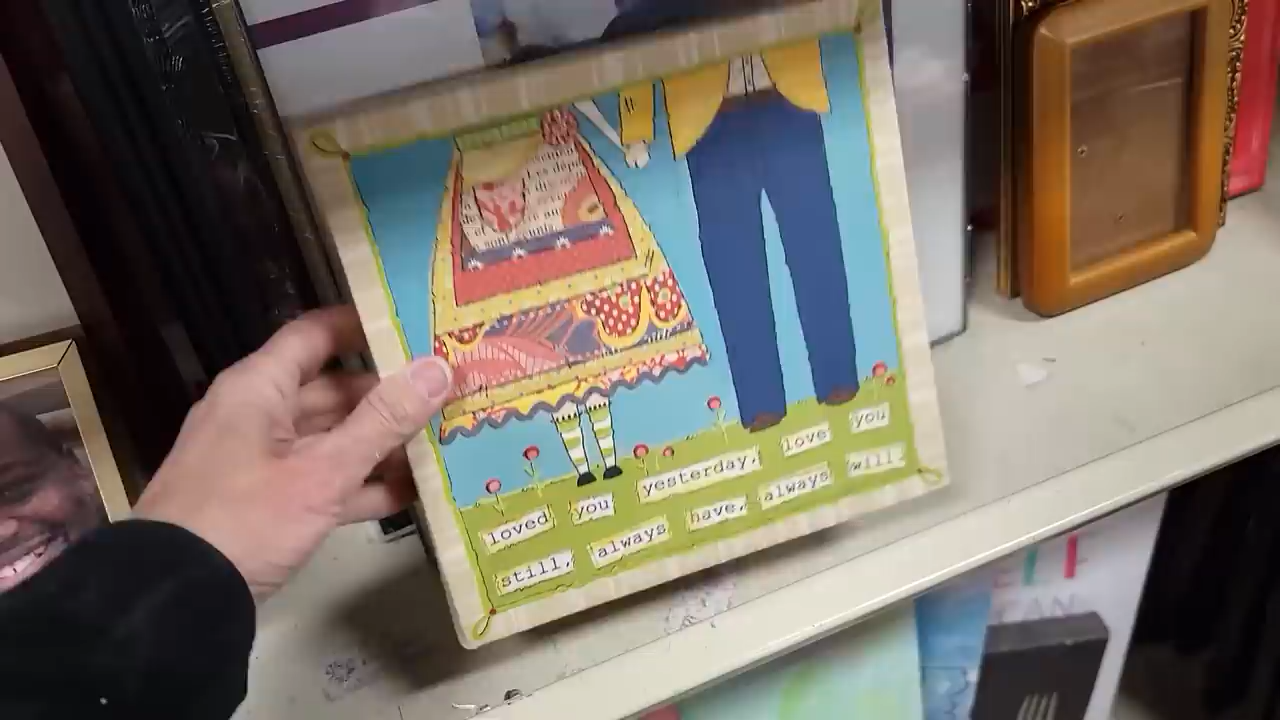 loved you yesterday, love you
still, always have, always will.